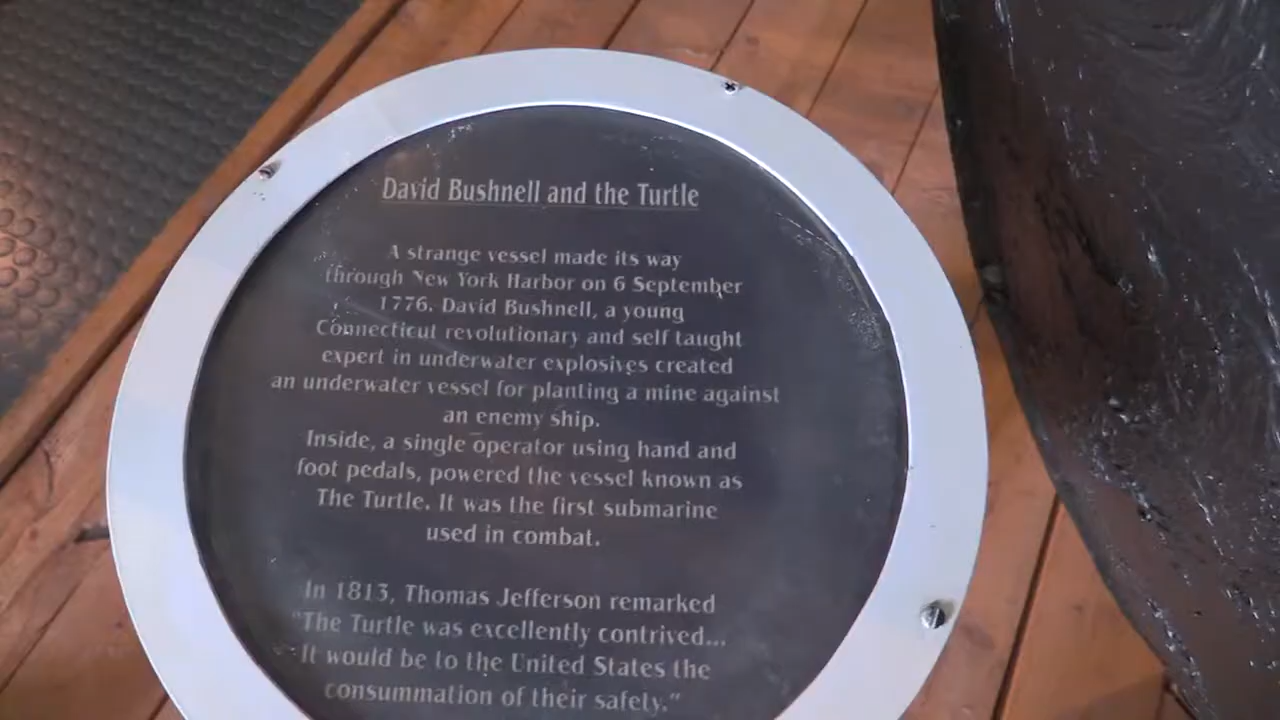 David Bushnell and the Turtle
A strange vessel made its way
through New York Harbor on 6 September
1776. David Bushnell, a young
Connecticut revolutionary and self taught
expert in underwater explosives created
an underwater vessel for planting a mine against
an enemy ship.
Inside, a single operator using hand and
foot pedals, powered the vessel known as
The Turtle. It was the first submarine
used in combat.
In 1813, Thomas Jefferson remarked
"The Turtle was excellently contrived...
It would be to the United States the
consummation of their safety."